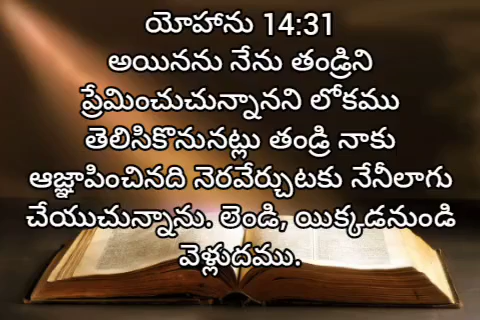 యోహాను 14:31
అయినను నేను తండ్రిని
ప్రేమించుచున్నానని లోకము
తెలిసికొనునట్లు తండ్రి నాకు
ఆజ్ఞాపించినది నెరవేర్చుటకు నేనీలాగు
చేయుచున్నాను. లెండి, యిక్కడనుండి
వెళ్లుదము.